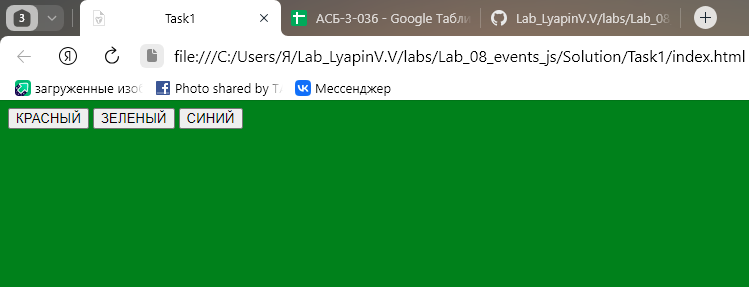 3 Task1 АСБ-3-036 - Google Табли Lab_LyapinV.V/labs/Lab_08
file:///C:/Users/Я/Lab_LyapinV.V/labs/Lab_08_events_js/Solution/Task1/index.html
загруженные изоб Photo shared by T Мессенджер
КРАСНЫЙ ЗЕЛЕНЫЙ СИНИЙ